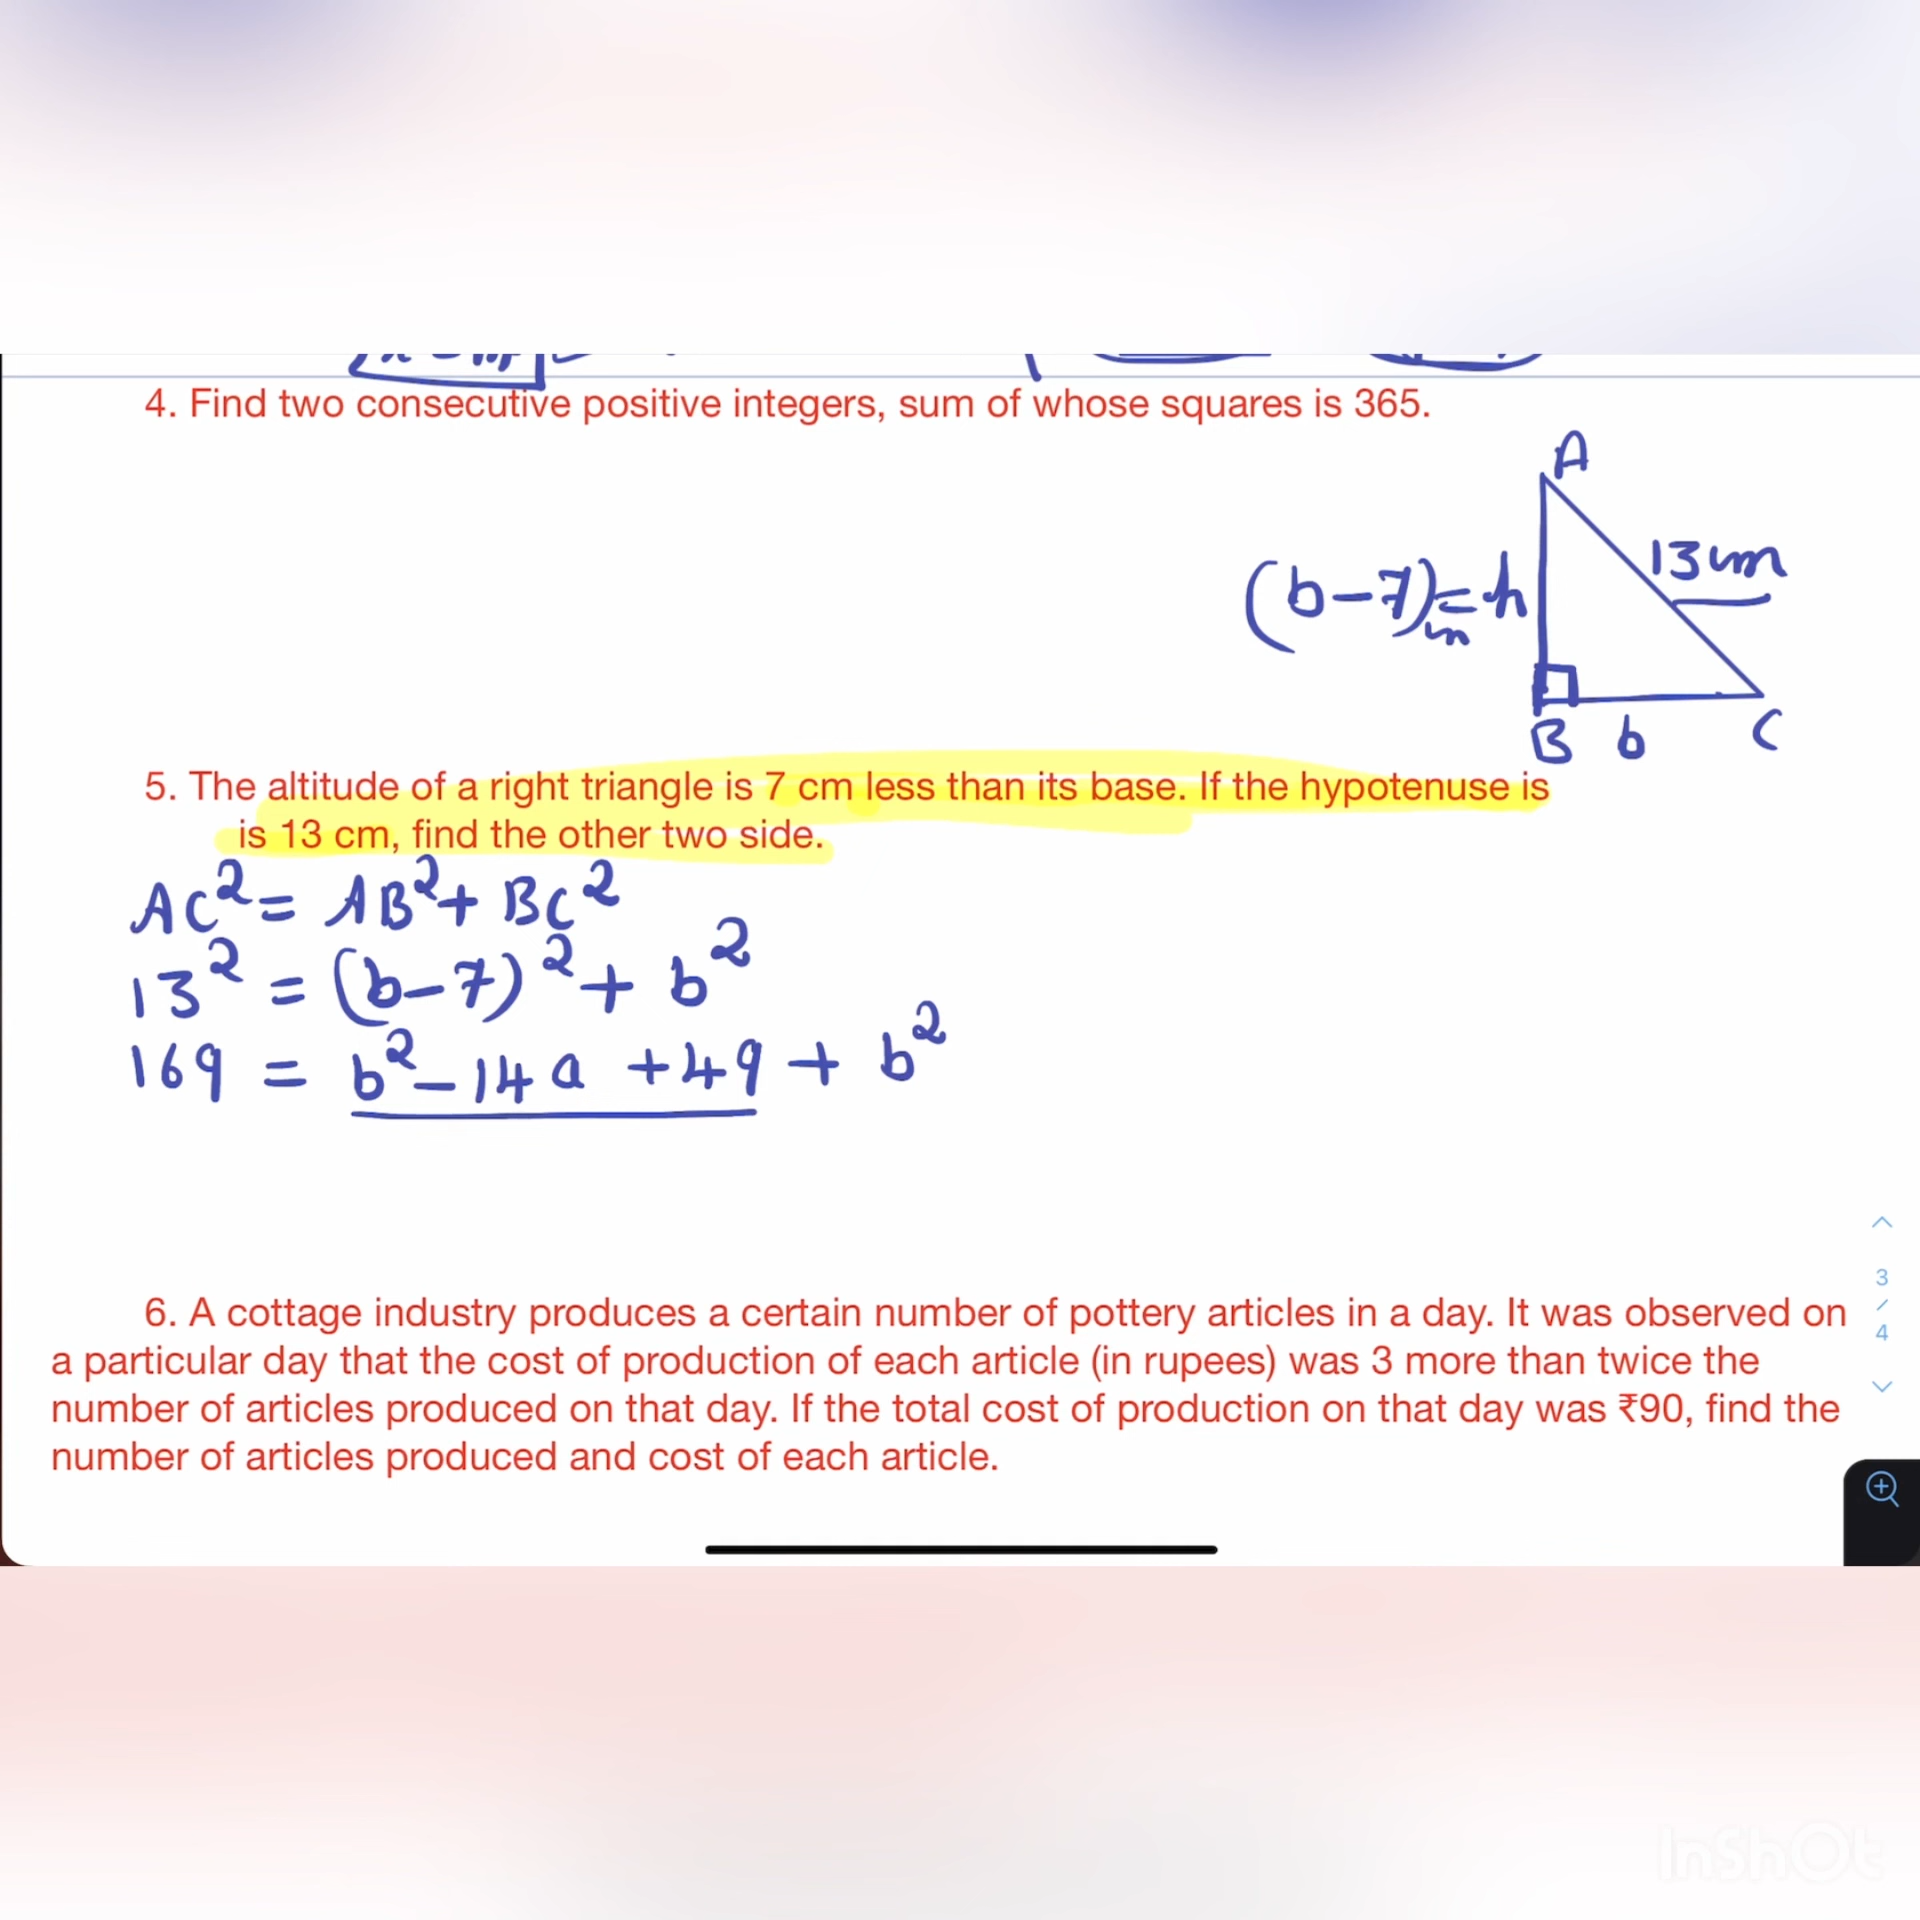 4. Find two consecutive positive integers, sum of whose squares is 365.
A
13 cm
(b-7)cm = h
B b C
5. The altitude of a right triangle is 7 cm less than its base. If the hypotenuse is
is 13 cm, find the other two side.
AC² = AB² + BC²
13² = (b-7)² + b²
169 = b² - 14a + 49 + b²
6. A cottage industry produces a certain number of pottery articles in a day. It was observed on
a particular day that the cost of production of each article (in rupees) was 3 more than twice the
number of articles produced on that day. If the total cost of production on that day was ₹90, find the
number of articles produced and cost of each article.
3
/
4
InShOt